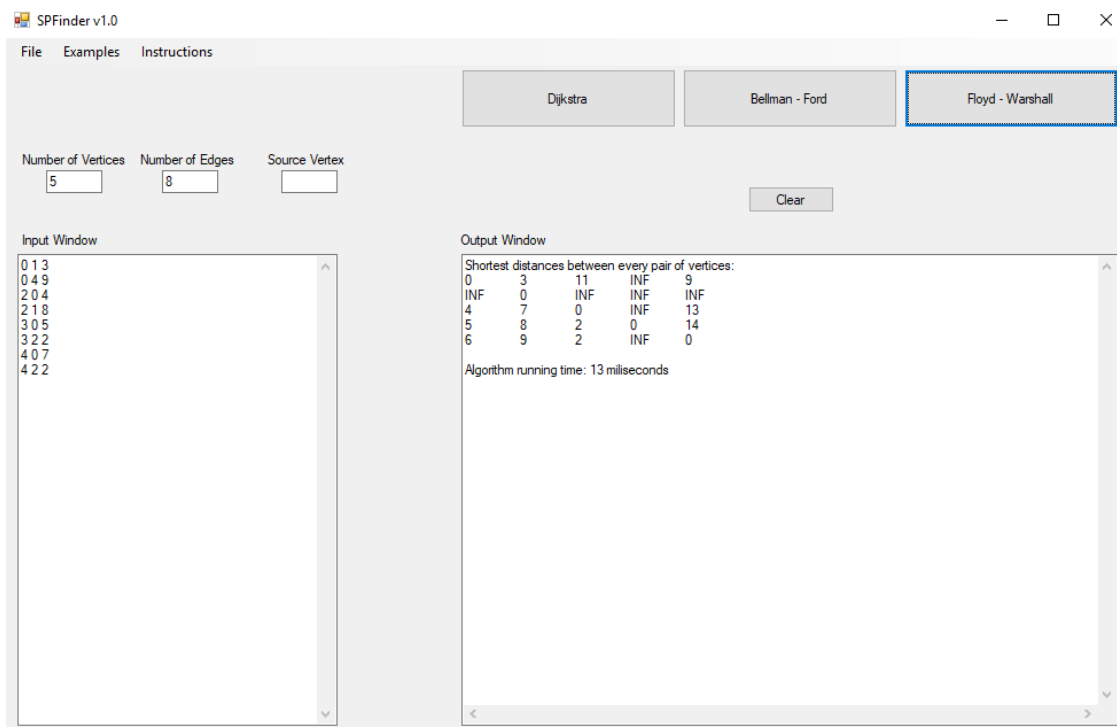 SPFinder v1.0
File Examples Instructions
Dijkstra Bellman - Ford Floyd - Warshall
Number of Vertices Number of Edges Source Vertex
5 8
Clear
Input Window
0 1 3
0 4 9
2 0 4
2 1 8
3 0 5
3 2 2
4 0 7
4 2 2
Output Window
Shortest distances between every pair of vertices:
0 3 11 INF 9
INF 0 INF INF INF
4 7 0 INF 13
5 8 2 0 14
6 9 2 INF 0
Algorithm running time: 13 miliseconds